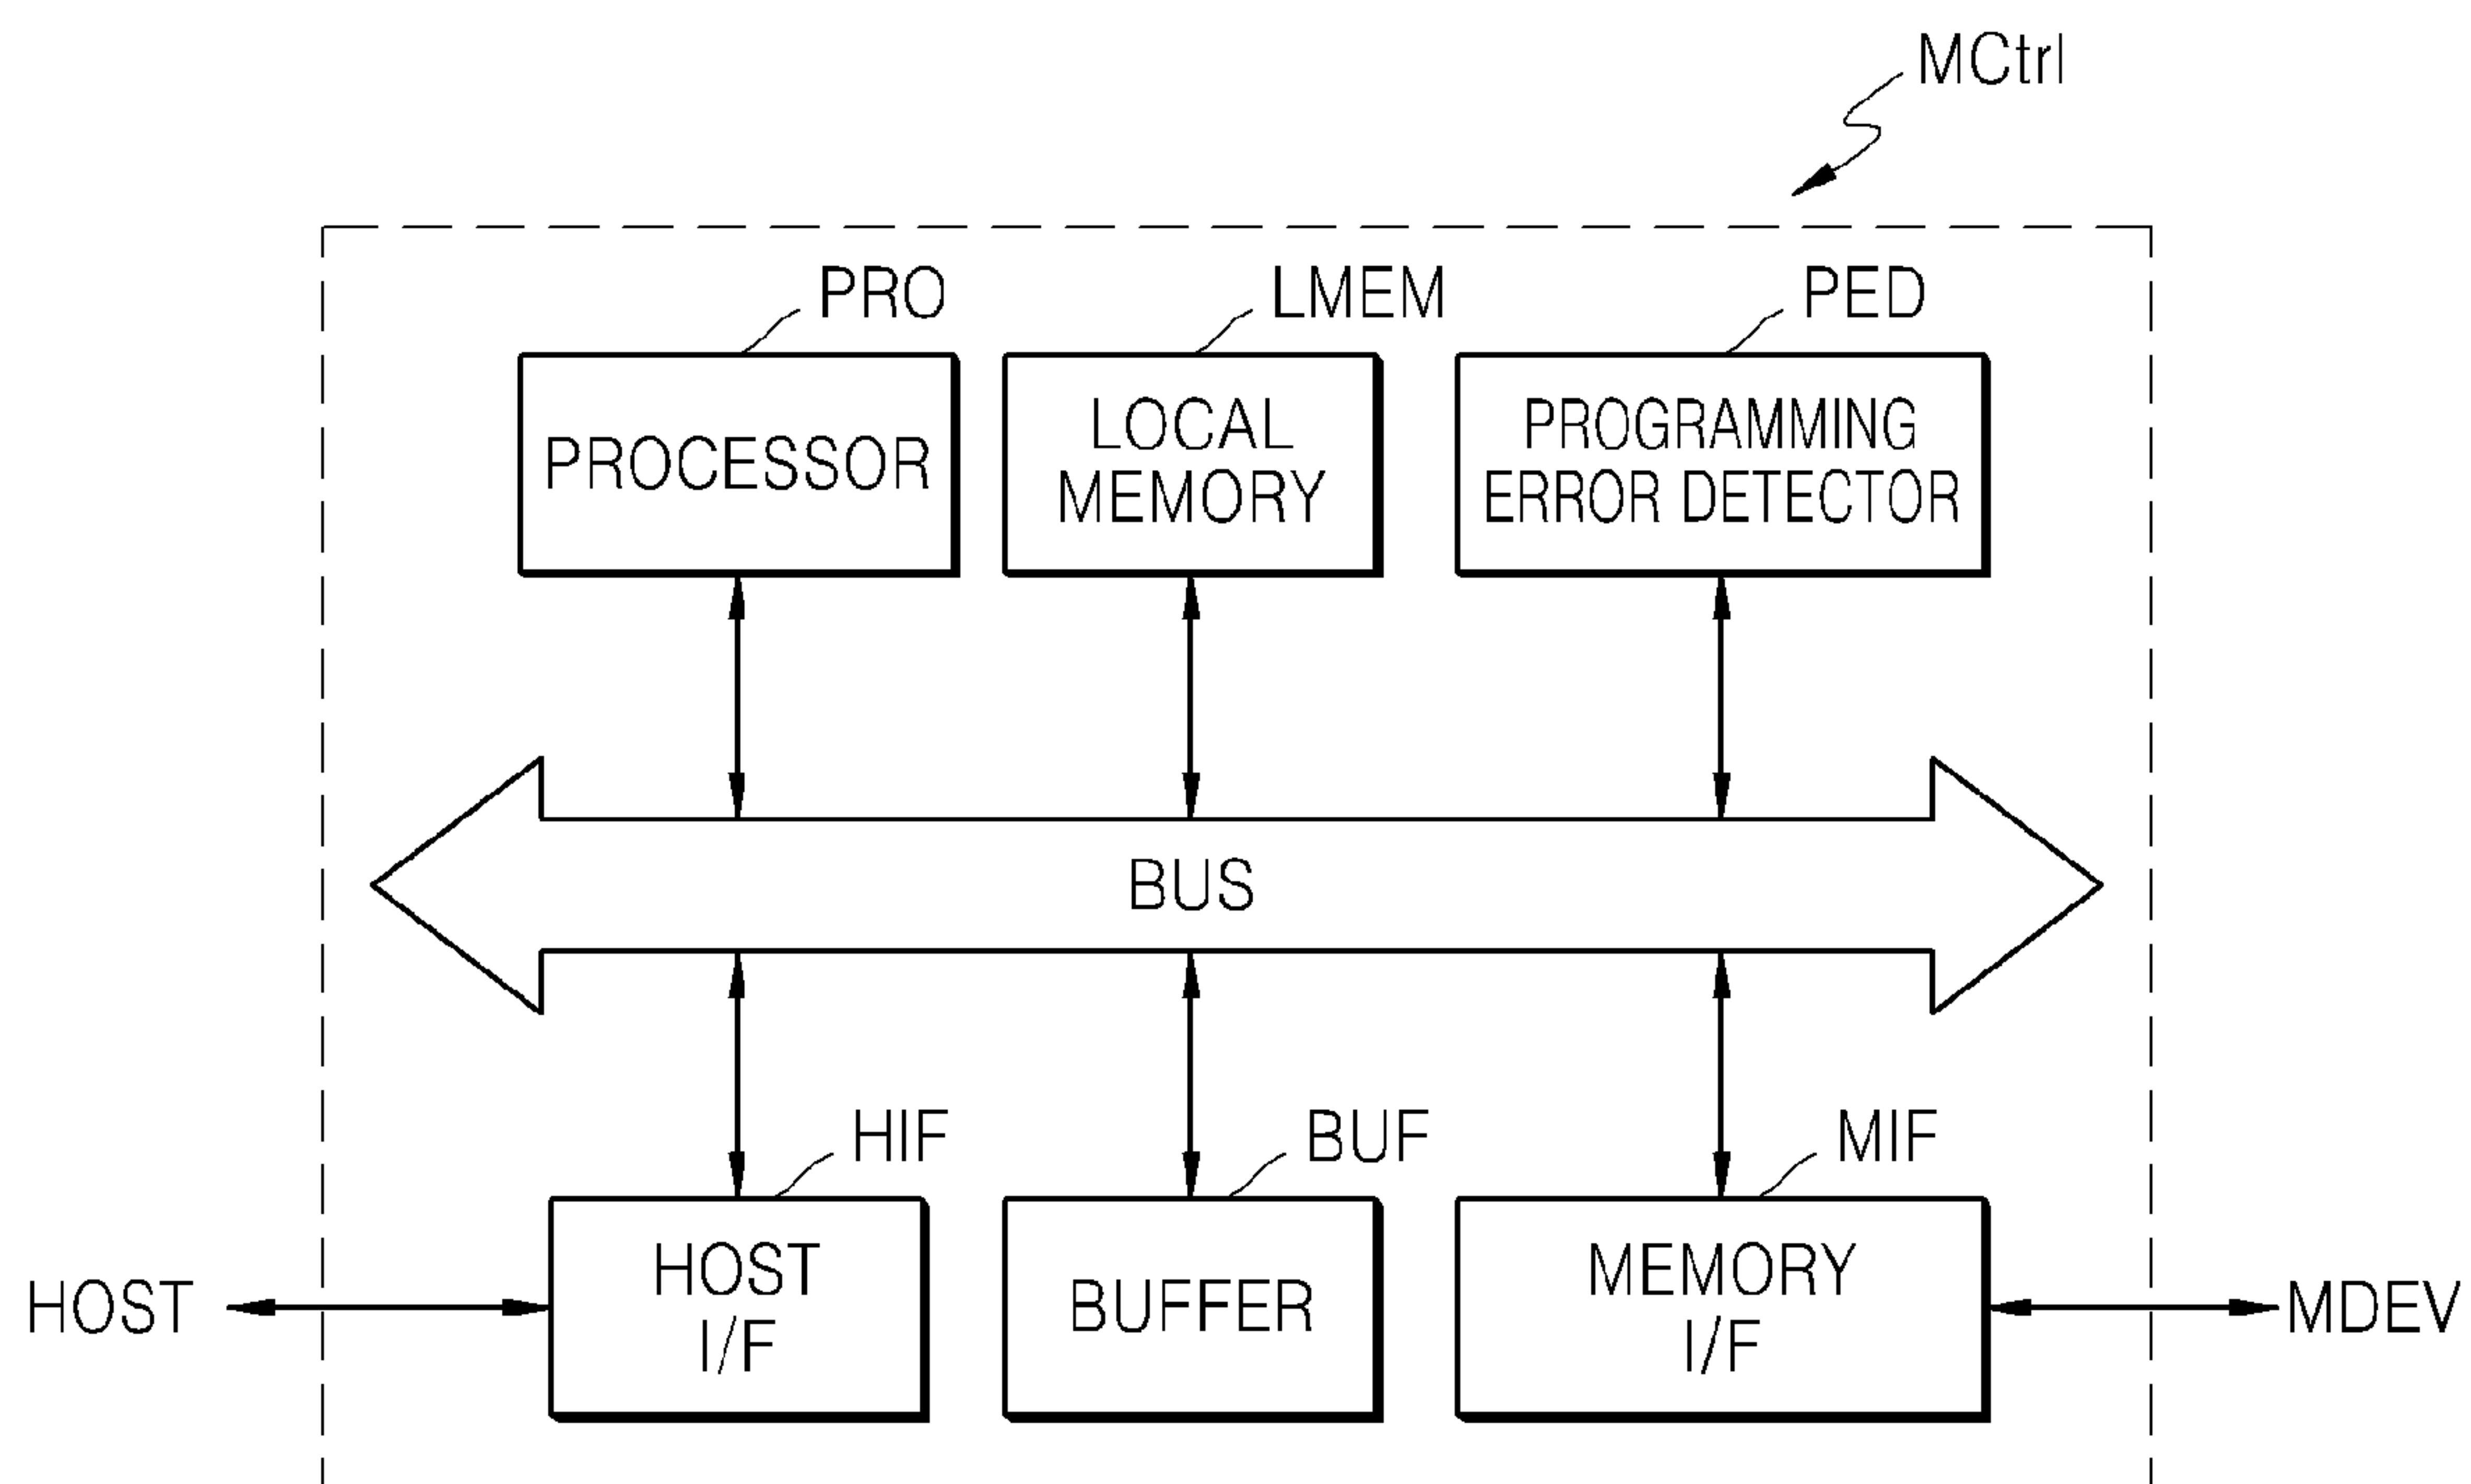 MCtrl
PRO
LMEM
PED
PROCESSOR
LOCAL
MEMORY
PROGRAMMING
ERROR DETECTOR
BUS
HIF
BUF
MIF
HOST
HOST
I/F
BUFFER
MEMORY
I/F
MDEV